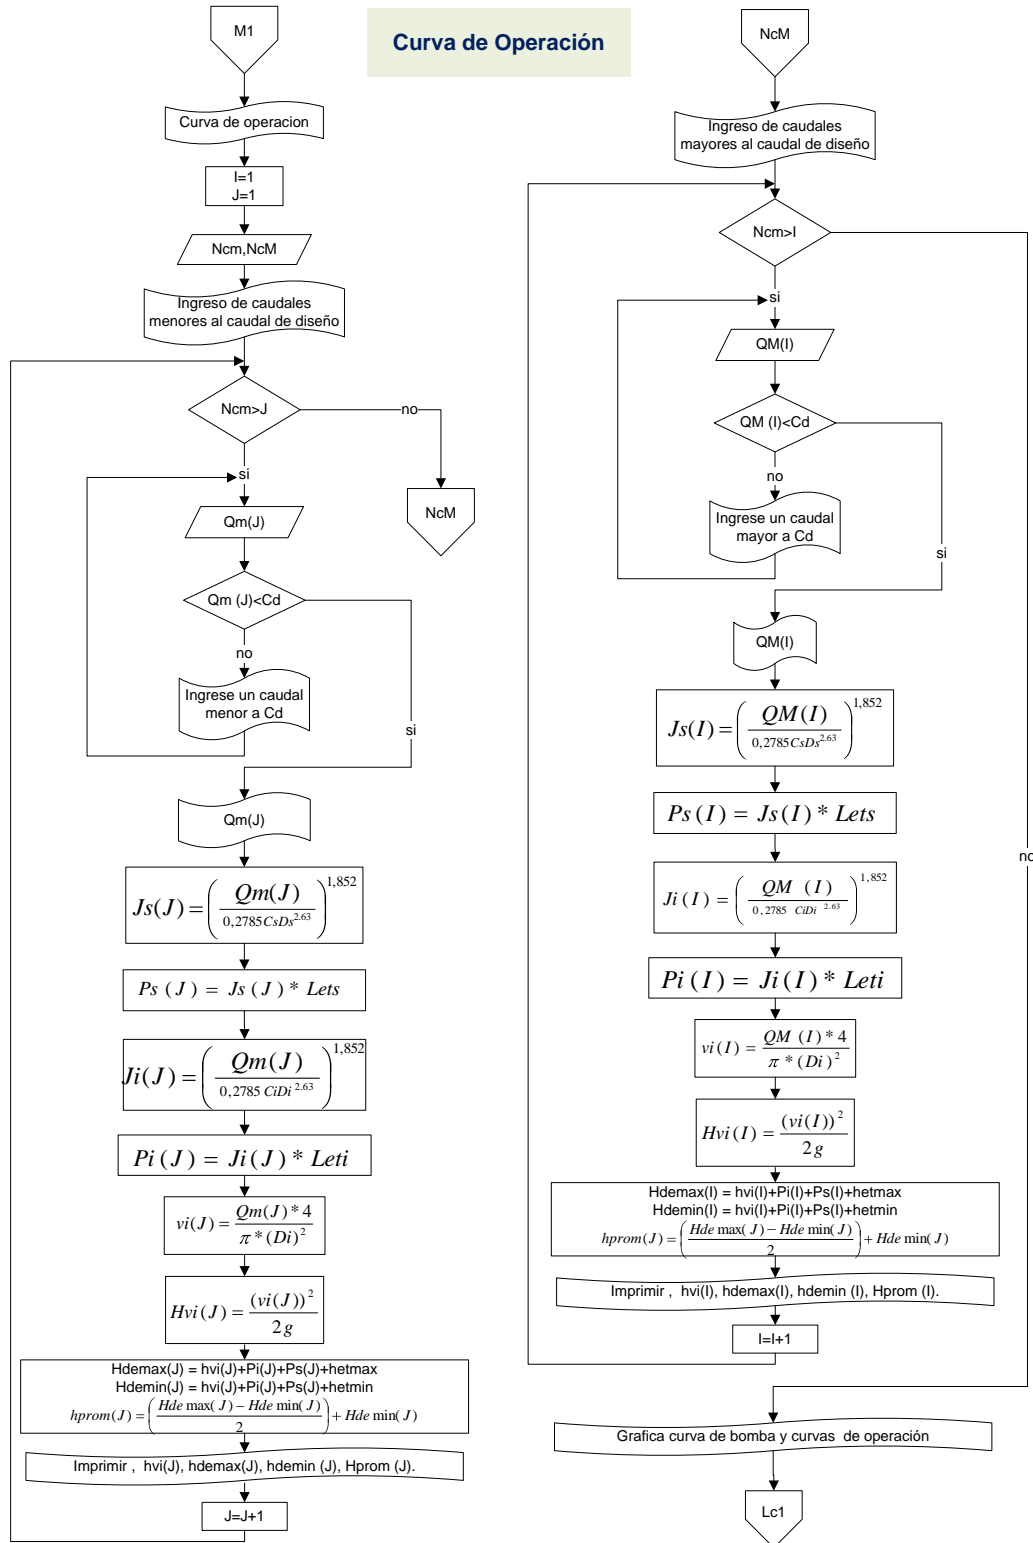 Curva de Operación
M1
Curva de operacion
I=1
J=1
Ncm,NcM
Ingreso de caudales
menores al caudal de diseño
Ncm>J
no
NcM
si
Qm(J)
Qm (J)<Cd
no
Ingrese un caudal
menor a Cd
si
Qm(J)
Js(J) = (Qm(J) / 0,2785CsDs^2.63)^1,852
Ps (J) = Js (J) * Lets
Ji(J) = (Qm(J) / 0,2785 CiDi^2.63)^1,852
Pi (J) = Ji (J) * Leti
vi(J) = Qm(J) * 4 / π * (Di)^2
Hvi (J) = (vi(J))^2 / 2g
Hdemax(J) = hvi(J)+Pi(J)+Ps(J)+hetmax
Hdemin(J) = hvi(J)+Pi(J)+Ps(J)+hetmin
hprom(J) = (Hde max(J) − Hde min(J) / 2) + Hde min(J)
Imprimir , hvi(J), hdemax(J), hdemin (J), Hprom (J).
J=J+1
NcM
Ingreso de caudales
mayores al caudal de diseño
Ncm>I
si
QM(I)
QM (I)<Cd
no
Ingrese un caudal
mayor a Cd
si
QM(I)
Js(I) = (QM(I) / 0,2785CsDs^2.63)^1,852
Ps (I) = Js(I) * Lets
Ji (I) = (QM (I) / 0,2785 CiDi^2.63)^1,852
Pi (I) = Ji (I) * Leti
vi(I) = QM (I) * 4 / π * (Di)^2
Hvi (I) = (vi(I))^2 / 2g
Hdemax(I) = hvi(I)+Pi(I)+Ps(I)+hetmax
Hdemin(I) = hvi(I)+Pi(I)+Ps(I)+hetmin
hprom(J) = (Hde max(J) − Hde min(J) / 2) + Hde min(J)
Imprimir , hvi(I), hdemax(I), hdemin (I), Hprom (I).
I=I+1
no
Grafica curva de bomba y curvas de operación
Lc1